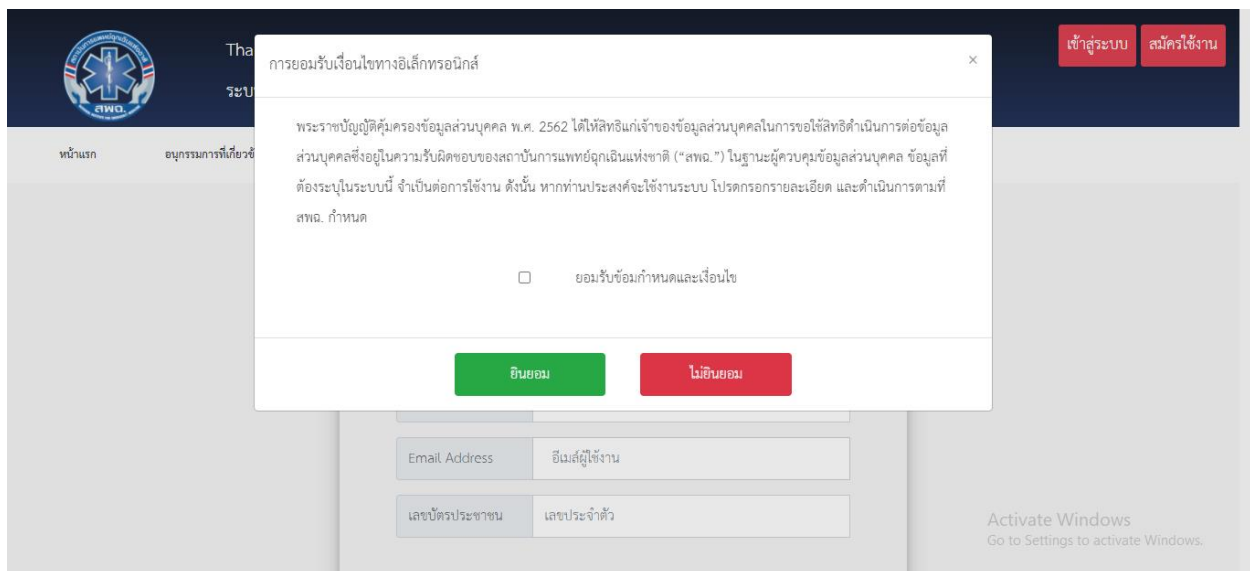 เข้าสู่ระบบ
สมัครใช้งาน
Tha
ระบ
สพฉ.
การยอมรับเงื่อนไขทางอิเล็กทรอนิกส์
×
หน้าแรก
อนุกรรมการที่เกี่ยวข้
พระราชบัญญัติคุ้มครองข้อมูลส่วนบุคคล พ.ศ. 2562 ได้ให้สิทธิแก่เจ้าของข้อมูลส่วนบุคคลในการขอใช้สิทธิดำเนินการต่อข้อมูล
ส่วนบุคคลซึ่งอยู่ในความรับผิดชอบของสถาบันการแพทย์ฉุกเฉินแห่งชาติ (“สพฉ.”) ในฐานะผู้ควบคุมข้อมูลส่วนบุคคล ข้อมูลที่
ต้องระบุในระบบนี้ จำเป็นต่อการใช้งาน ดังนั้น หากท่านประสงค์จะใช้งานระบบ โปรดกรอกรายละเอียด และดำเนินการตามที่
สพฉ. กำหนด
ยอมรับข้อมกำหนดและเงื่อนไข
ยินยอม
ไม่ยินยอม
Email Address
อีเมล์ผู้ใช้งาน
เลขบัตรประชาชน
เลขประจำตัว
Activate Windows
Go to Settings to activate Windows.